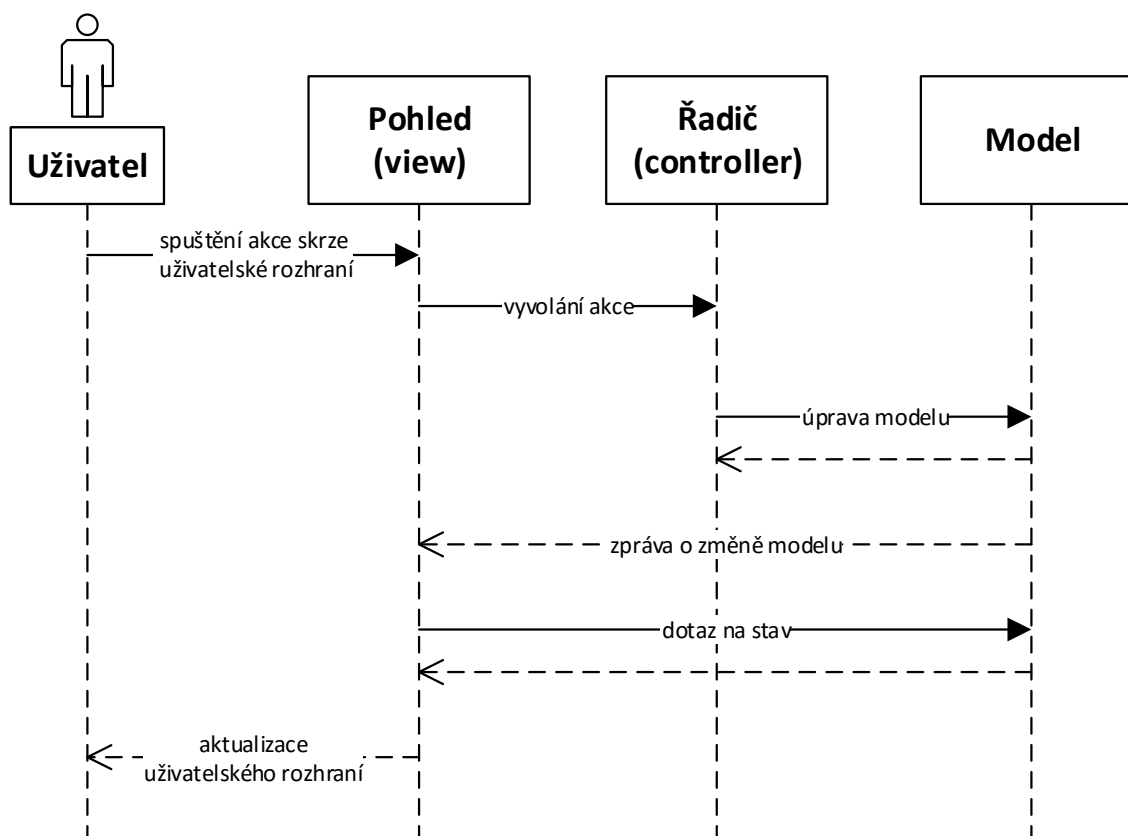 Uživatel
Pohled
(view)
Řadič
(controller)
Model
spuštění akce skrze
uživatelské rozhraní
vyvolání akce
úprava modelu
zpráva o změně modelu
dotaz na stav
aktualizace
uživatelského rozhraní